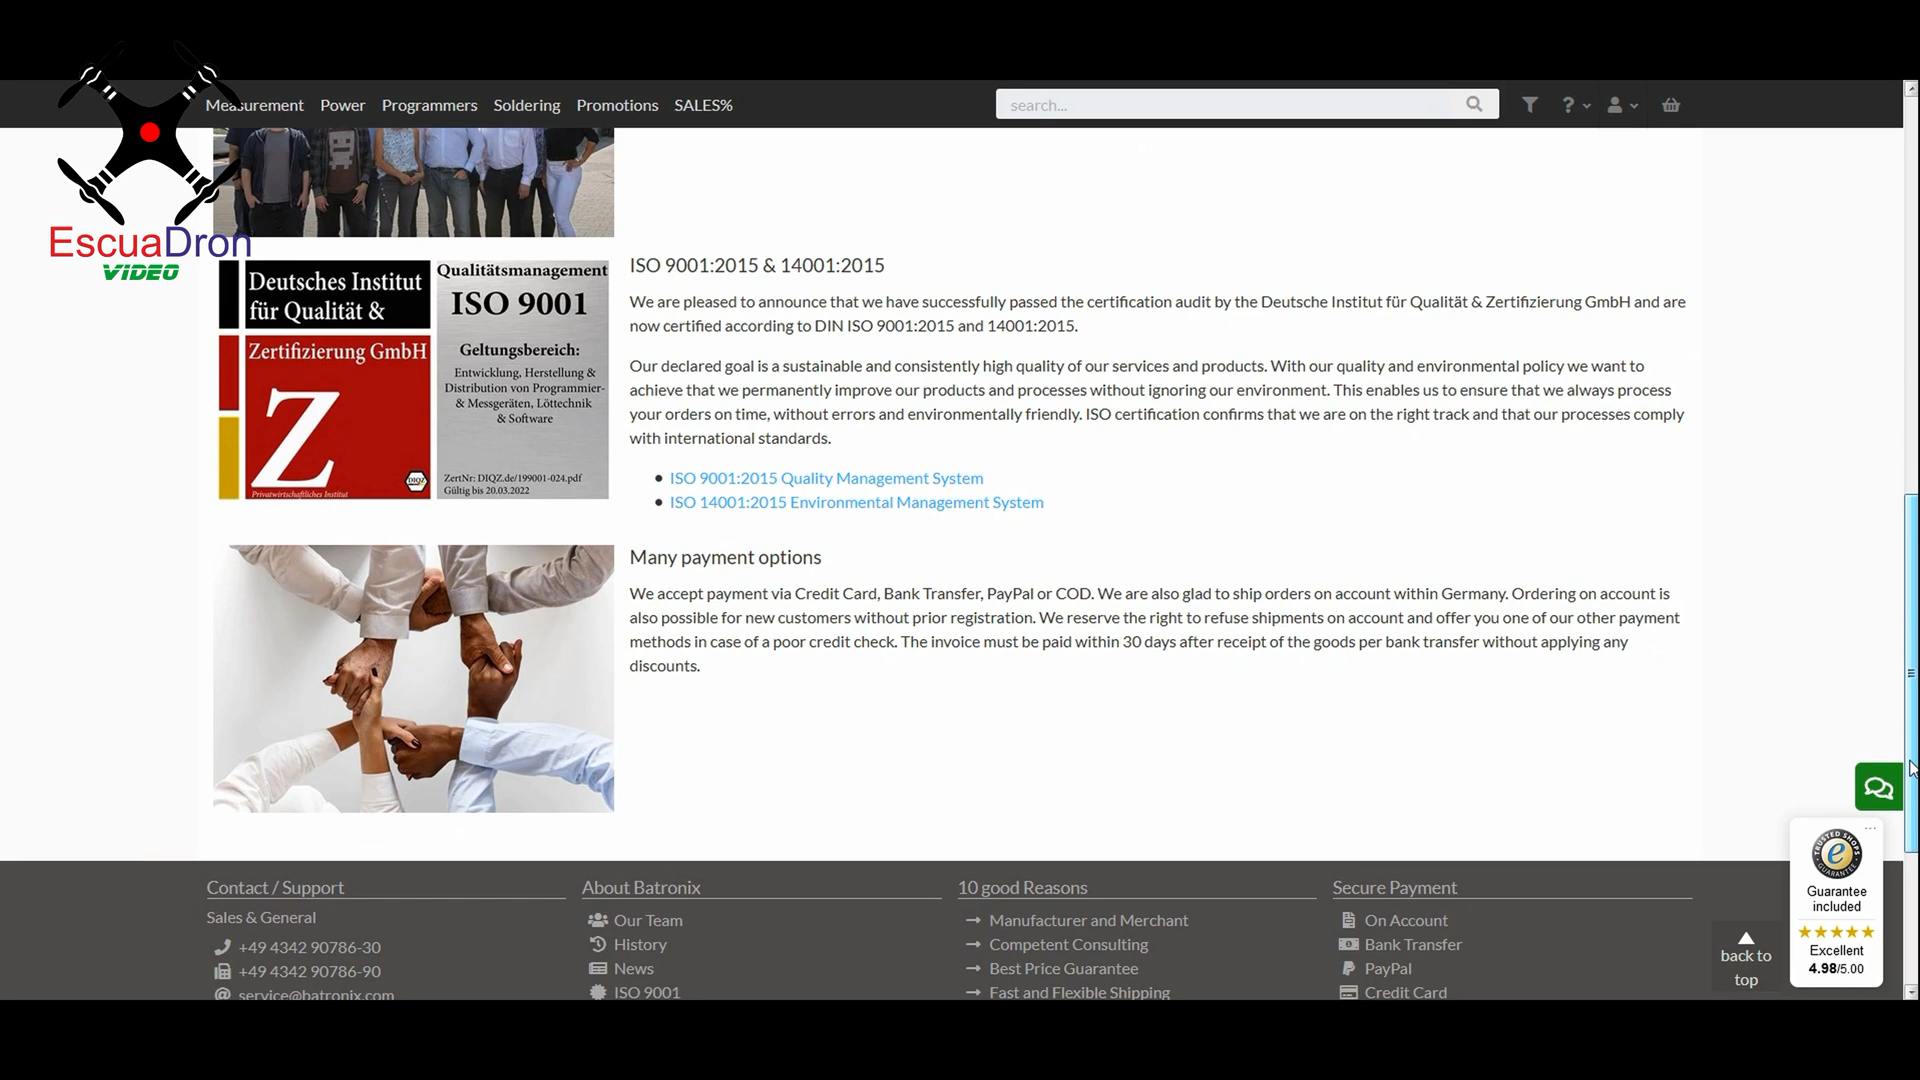 Measurement Power Programmers Soldering Promotions SALES%
search...
EscuaDron
VIDEO
Deutsches Institut
für Qualität &
Zertifizierung GmbH
Z
DIQZ
Privatwirtschaftliches Institut
Qualitätsmanagement
ISO 9001
Geltungsbereich:
Entwicklung, Herstellung &
Distribution von Programmier-
& Messgeräten, Löttechnik
& Software
ZertNr: DIQZ.de/199001-024.pdf
Gültig bis 20.03.2022
ISO 9001:2015 & 14001:2015
We are pleased to announce that we have successfully passed the certification audit by the Deutsche Institut für Qualität & Zertifizierung GmbH and are
now certified according to DIN ISO 9001:2015 and 14001:2015.
Our declared goal is a sustainable and consistently high quality of our services and products. With our quality and environmental policy we want to
achieve that we permanently improve our products and processes without ignoring our environment. This enables us to ensure that we always process
your orders on time, without errors and environmentally friendly. ISO certification confirms that we are on the right track and that our processes comply
with international standards.
ISO 9001:2015 Quality Management System
ISO 14001:2015 Environmental Management System
Many payment options
We accept payment via Credit Card, Bank Transfer, PayPal or COD. We are also glad to ship orders on account within Germany. Ordering on account is
also possible for new customers without prior registration. We reserve the right to refuse shipments on account and offer you one of our other payment
methods in case of a poor credit check. The invoice must be paid within 30 days after receipt of the goods per bank transfer without applying any
discounts.
Contact / Support
Sales & General
+49 4342 90786-30
+49 4342 90786-90
service@batronix.com
About Batronix
Our Team
History
News
ISO 9001
10 good Reasons
Manufacturer and Merchant
Competent Consulting
Best Price Guarantee
Fast and Flexible Shipping
Secure Payment
On Account
Bank Transfer
PayPal
Credit Card
back to
top
TRUSTED SHOPS
GUARANTEE
Guarantee
included
Excellent
4.98/5.00